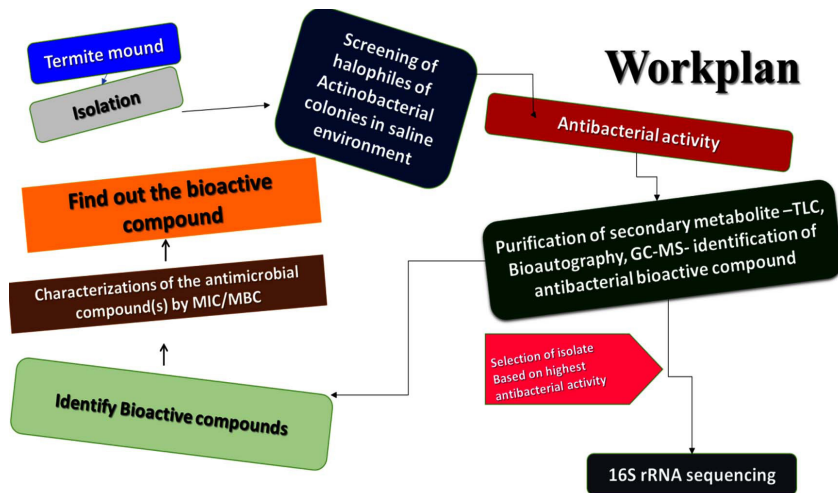 Workplan
Termite mound
Isolation
Screening of
halophiles of
Actinobacterial
colonies in saline
environment
Antibacterial activity
Purification of secondary metabolite –TLC,
Bioautography, GC-MS- identification of
antibacterial bioactive compound
Selection of isolate
Based on highest
antibacterial activity
16S rRNA sequencing
Identify Bioactive compounds
Characterizations of the antimicrobial
compound(s) by MIC/MBC
Find out the bioactive
compound